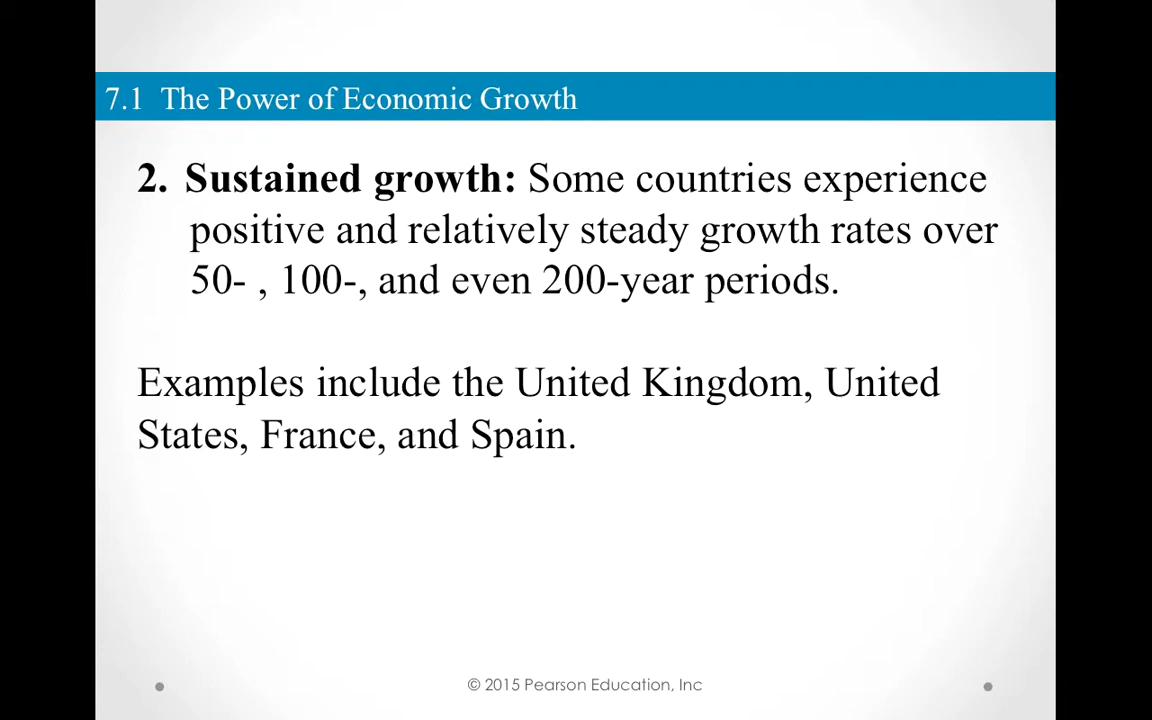 7.1 The Power of Economic Growth
2. Sustained growth: Some countries experience
positive and relatively steady growth rates over
50- , 100-, and even 200-year periods.
Examples include the United Kingdom, United
States, France, and Spain.
© 2015 Pearson Education, Inc